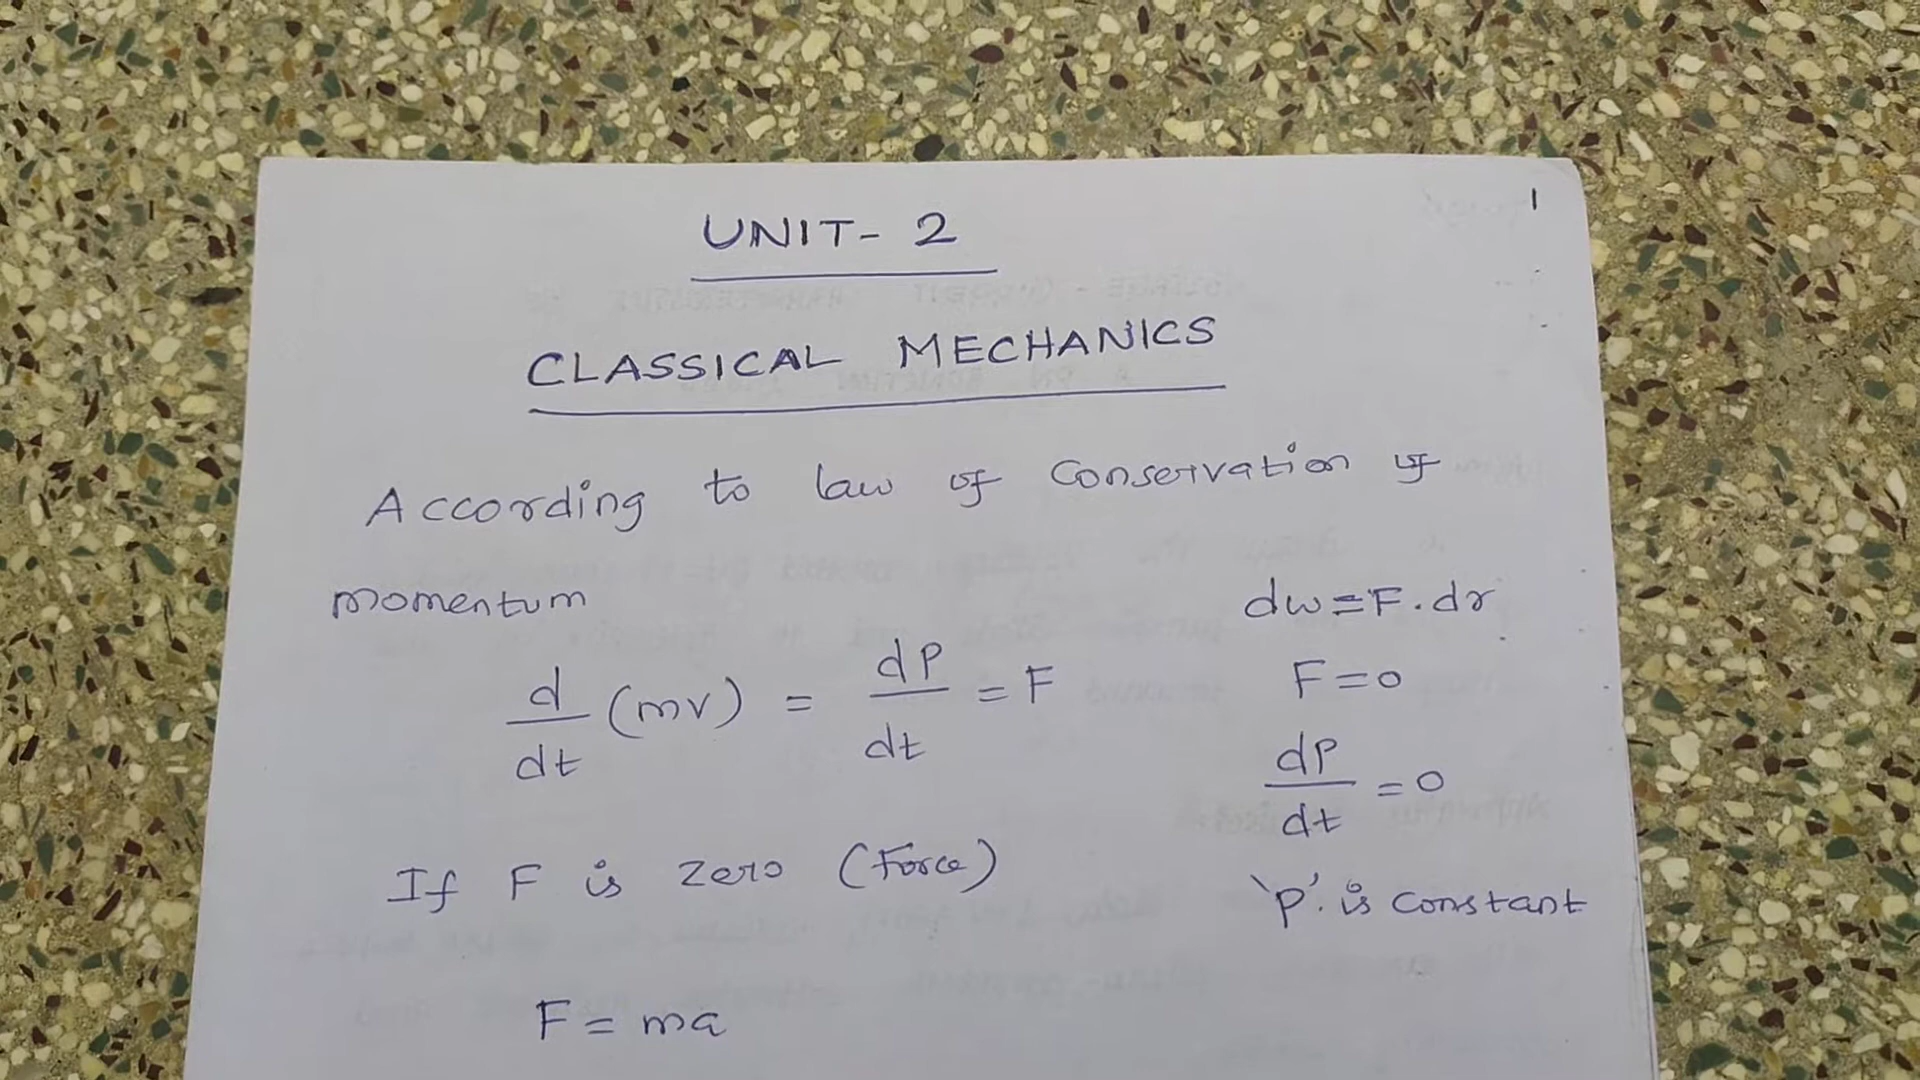 1
UNIT- 2
CLASSICAL MECHANICS
According to law of Conservation of
momentum
dw = F. dr
d/dt (mv) = dP/dt = F
F = 0
dP/dt = 0
If F is zero (Force)
'P'. is constant
F = ma